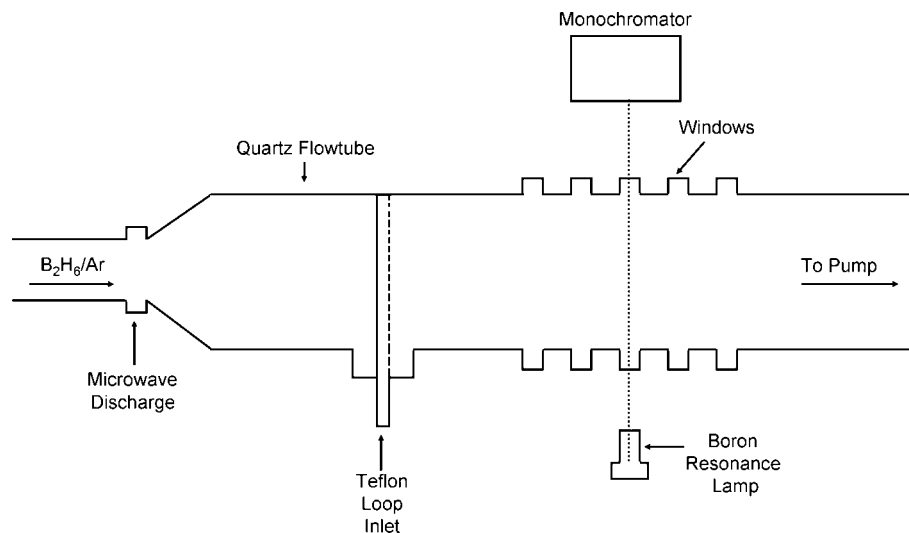 Monochromator
Windows
Quartz Flowtube
B₂H₆/Ar
To Pump
Microwave
Discharge
Teflon
Loop
Inlet
Boron
Resonance
Lamp